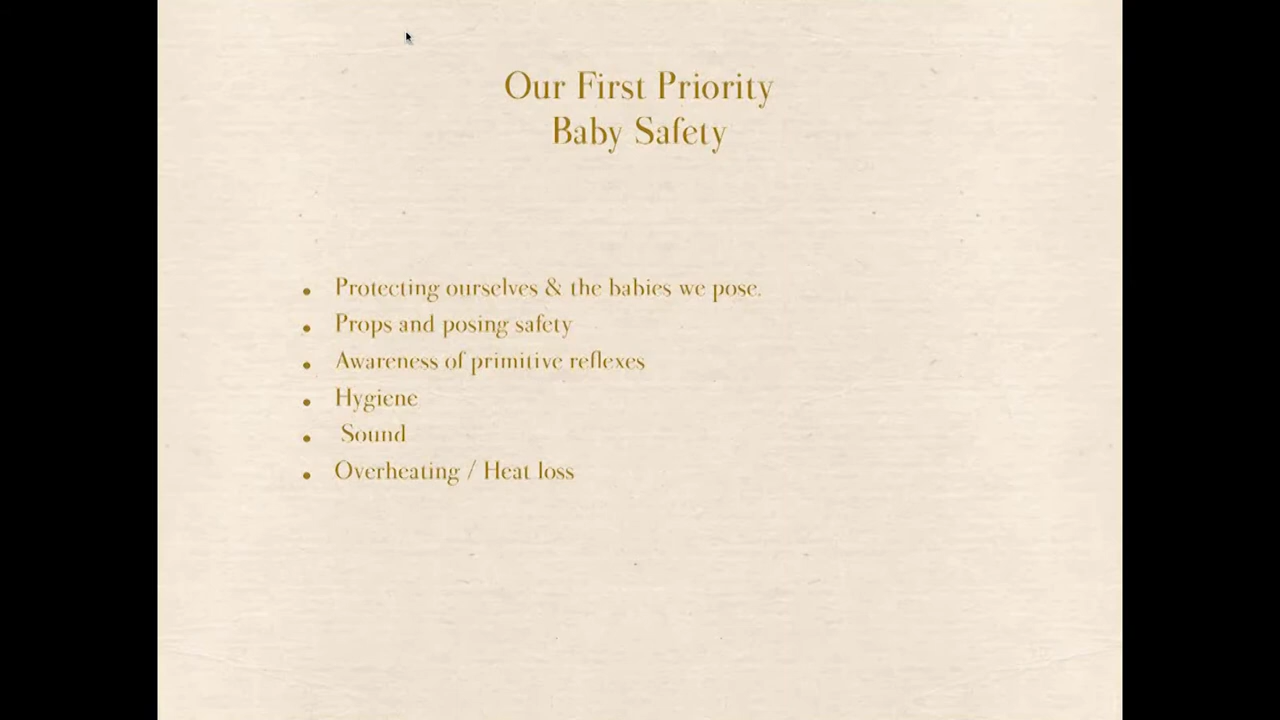 Our First Priority
Baby Safety
• Protecting ourselves & the babies we pose.
• Props and posing safety
• Awareness of primitive reflexes
• Hygiene
• Sound
• Overheating / Heat loss